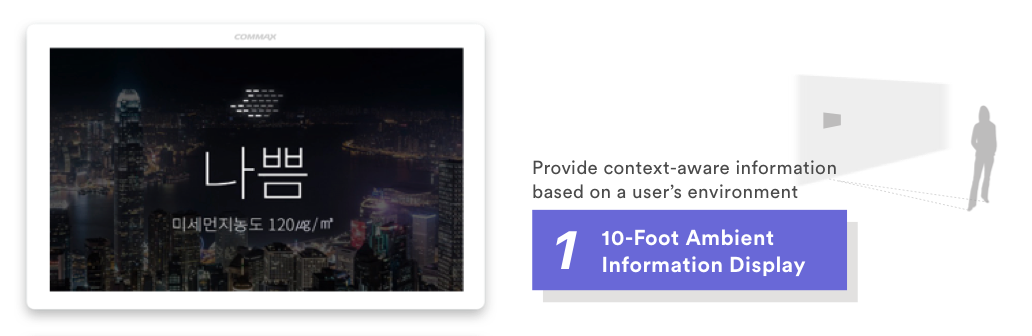 COMMAX
나쁨
미세먼지농도 120㎍/㎥
Provide context-aware information
based on a user’s environment
1
10-Foot Ambient
Information Display